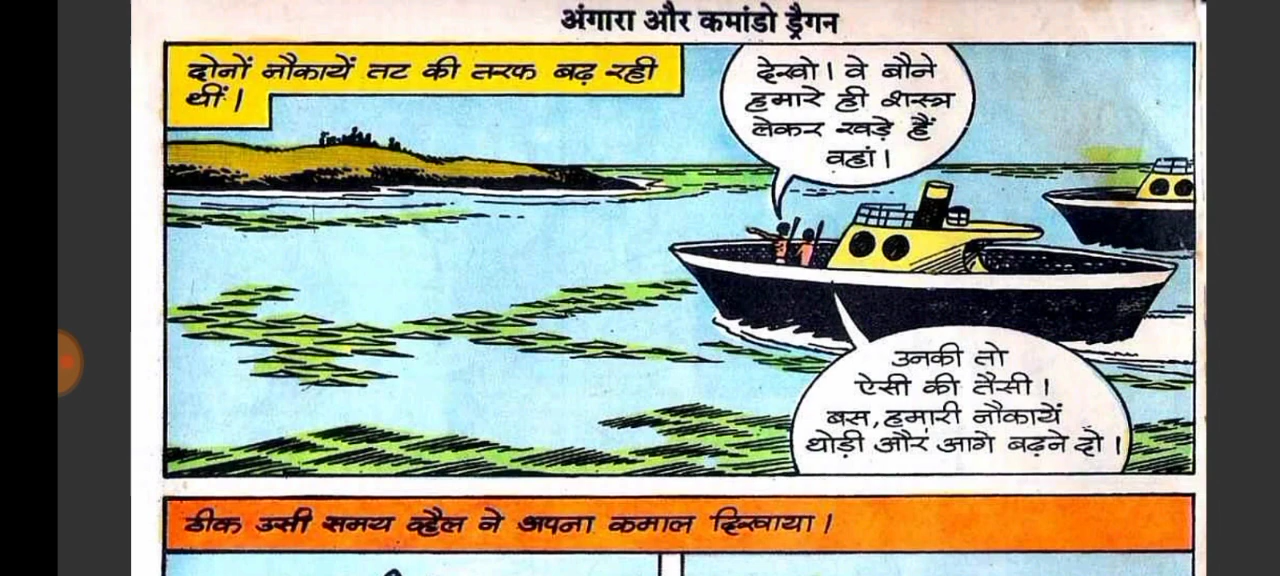 अंगारा और कमांडो ड्रैगन
दोनों नौकायें तट की तरफ बढ़ रही
थीं।
देखो। वे बौने
हमारे ही शस्त्र
लेकर खड़े हैं
वहां।
उनकी तो
ऐसी की तैसी।
बस, हमारी नौकायें
थोड़ी और आगे बढ़ने दो।
ठीक उसी समय व्हैल ने अपना कमाल दिखाया।